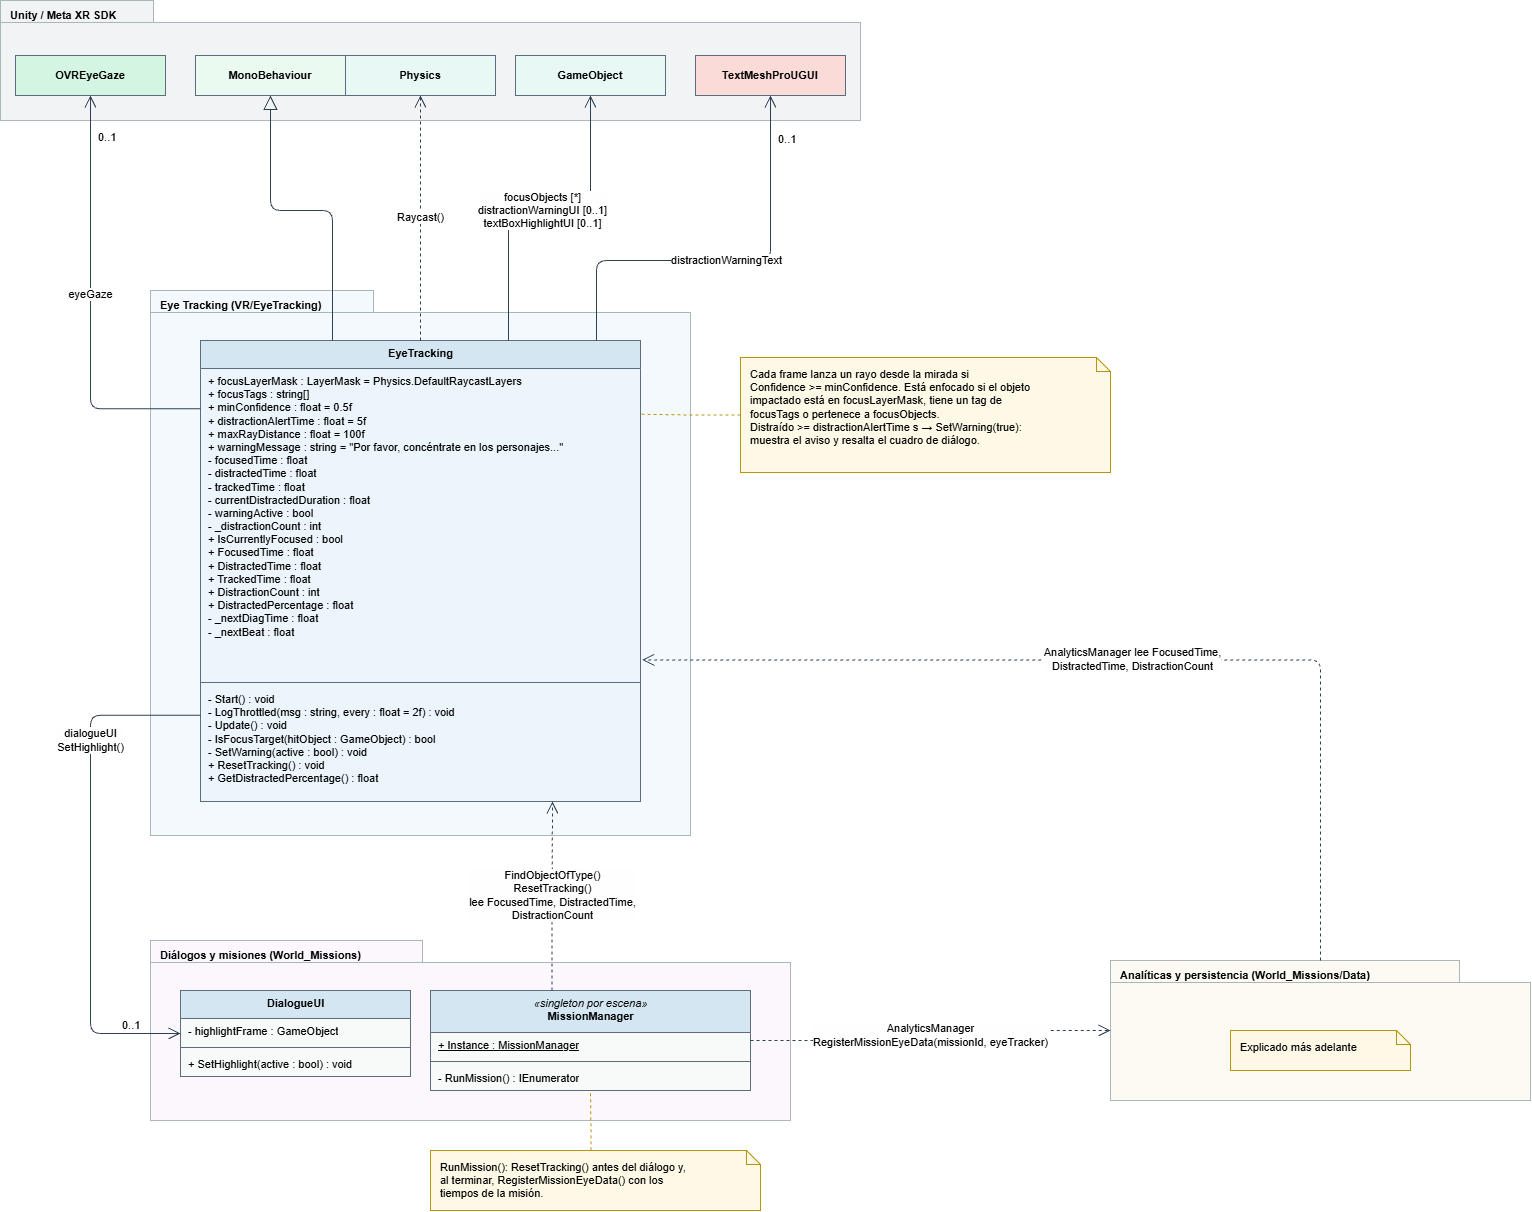 Unity / Meta XR SDK
OVREyeGaze
MonoBehaviour
Physics
GameObject
TextMeshProUGUI
0..1
0..1
focusObjects [*]
distractionWarningUI [0..1]
textBoxHighlightUI [0..1]
Raycast()
distractionWarningText
eyeGaze
Eye Tracking (VR/EyeTracking)
EyeTracking
+ focusLayerMask : LayerMask = Physics.DefaultRaycastLayers
+ focusTags : string[]
+ minConfidence : float = 0.5f
+ distractionAlertTime : float = 5f
+ maxRayDistance : float = 100f
+ warningMessage : string = "Por favor, concéntrate en los personajes..."
- focusedTime : float
- distractedTime : float
- trackedTime : float
- currentDistractedDuration : float
- warningActive : bool
- _distractionCount : int
+ IsCurrentlyFocused : bool
+ FocusedTime : float
+ DistractedTime : float
+ TrackedTime : float
+ DistractionCount : int
+ DistractedPercentage : float
- _nextDiagTime : float
- _nextBeat : float
- Start() : void
- LogThrottled(msg : string, every : float = 2f) : void
- Update() : void
- IsFocusTarget(hitObject : GameObject) : bool
- SetWarning(active : bool) : void
+ ResetTracking() : void
+ GetDistractedPercentage() : float
Cada frame lanza un rayo desde la mirada si
Confidence >= minConfidence. Está enfocado si el objeto
impactado está en focusLayerMask, tiene un tag de
focusTags o pertenece a focusObjects.
Distraído >= distractionAlertTime s → SetWarning(true):
muestra el aviso y resalta el cuadro de diálogo.
AnalyticsManager lee FocusedTime,
DistractedTime, DistractionCount
dialogueUI
SetHighlight()
0..1
FindObjectOfType()
ResetTracking()
lee FocusedTime, DistractedTime,
DistractionCount
Diálogos y misiones (World_Missions)
DialogueUI
- highlightFrame : GameObject
+ SetHighlight(active : bool) : void
«singleton por escena»
MissionManager
+ Instance : MissionManager
- RunMission() : IEnumerator
AnalyticsManager
RegisterMissionEyeData(missionId, eyeTracker)
Analíticas y persistencia (World_Missions/Data)
Explicado más adelante
RunMission(): ResetTracking() antes del diálogo y,
al terminar, RegisterMissionEyeData() con los
tiempos de la misión.